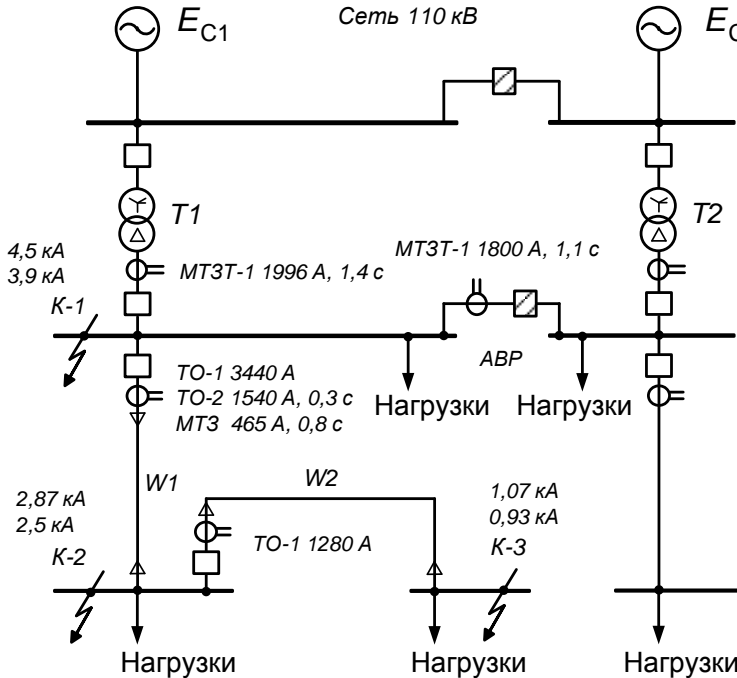 E_C1
Сеть 110 кВ
E_C
T1
T2
4,5 кА
3,9 кА
К-1
МТЗТ-1 1996 А, 1,4 с
МТЗТ-1 1800 А, 1,1 с
АВР
ТО-1 3440 А
ТО-2 1540 А, 0,3 с
МТЗ 465 А, 0,8 с
Нагрузки
Нагрузки
W1
W2
2,87 кА
2,5 кА
К-2
ТО-1 1280 А
1,07 кА
0,93 кА
К-3
Нагрузки
Нагрузки
Нагрузки